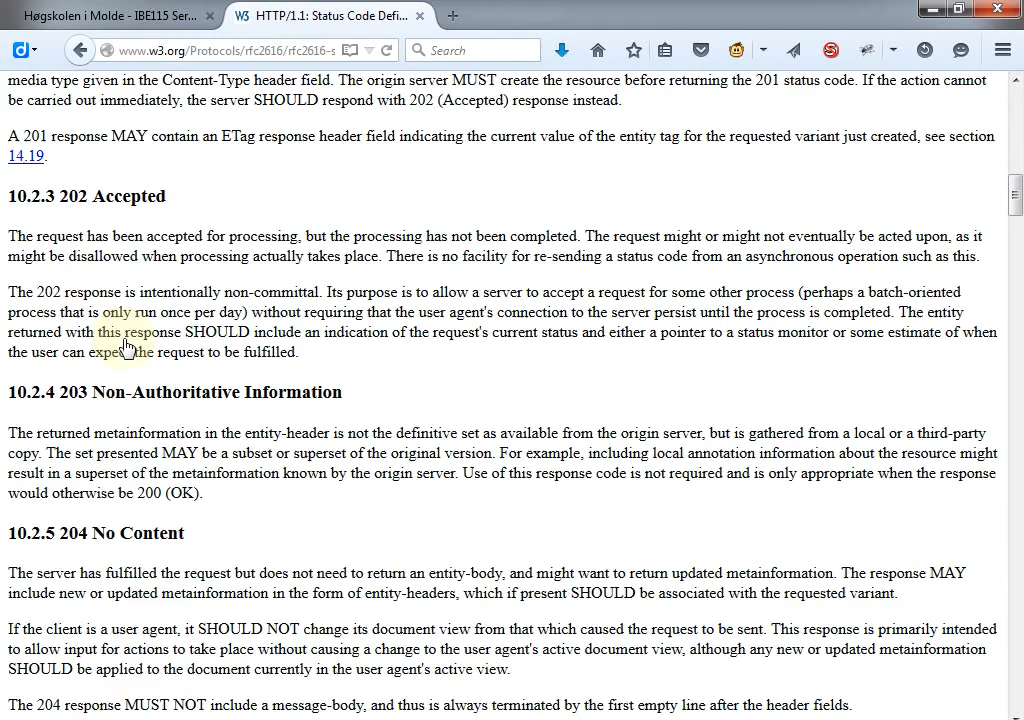 Høgskolen i Molde - IBE115 Ser...
W3 HTTP/1.1: Status Code Defi...
www.w3.org/Protocols/rfc2616/rfc2616-s
Search
media type given in the Content-Type header field. The origin server MUST create the resource before returning the 201 status code. If the action cannot
be carried out immediately, the server SHOULD respond with 202 (Accepted) response instead.
A 201 response MAY contain an ETag response header field indicating the current value of the entity tag for the requested variant just created, see section
14.19.
10.2.3 202 Accepted
The request has been accepted for processing, but the processing has not been completed. The request might or might not eventually be acted upon, as it
might be disallowed when processing actually takes place. There is no facility for re-sending a status code from an asynchronous operation such as this.
The 202 response is intentionally non-committal. Its purpose is to allow a server to accept a request for some other process (perhaps a batch-oriented
process that is only run once per day) without requiring that the user agent's connection to the server persist until the process is completed. The entity
returned with this response SHOULD include an indication of the request's current status and either a pointer to a status monitor or some estimate of when
the user can expect the request to be fulfilled.
10.2.4 203 Non-Authoritative Information
The returned metainformation in the entity-header is not the definitive set as available from the origin server, but is gathered from a local or a third-party
copy. The set presented MAY be a subset or superset of the original version. For example, including local annotation information about the resource might
result in a superset of the metainformation known by the origin server. Use of this response code is not required and is only appropriate when the response
would otherwise be 200 (OK).
10.2.5 204 No Content
The server has fulfilled the request but does not need to return an entity-body, and might want to return updated metainformation. The response MAY
include new or updated metainformation in the form of entity-headers, which if present SHOULD be associated with the requested variant.
If the client is a user agent, it SHOULD NOT change its document view from that which caused the request to be sent. This response is primarily intended
to allow input for actions to take place without causing a change to the user agent's active document view, although any new or updated metainformation
SHOULD be applied to the document currently in the user agent's active view.
The 204 response MUST NOT include a message-body, and thus is always terminated by the first empty line after the header fields.